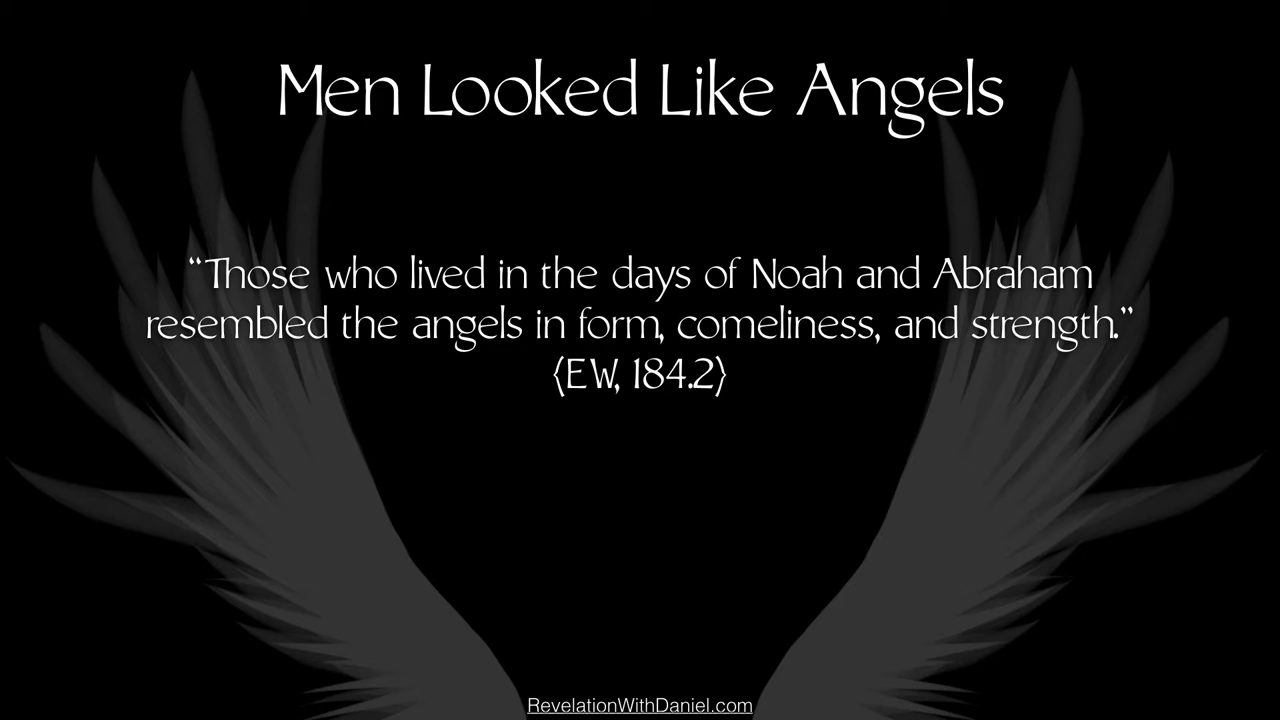 Men Looked Like Angels
“Those who lived in the days of Noah and Abraham
resembled the angels in form, comeliness, and strength.”
{EW, 184.2}
RevelationWithDaniel.com